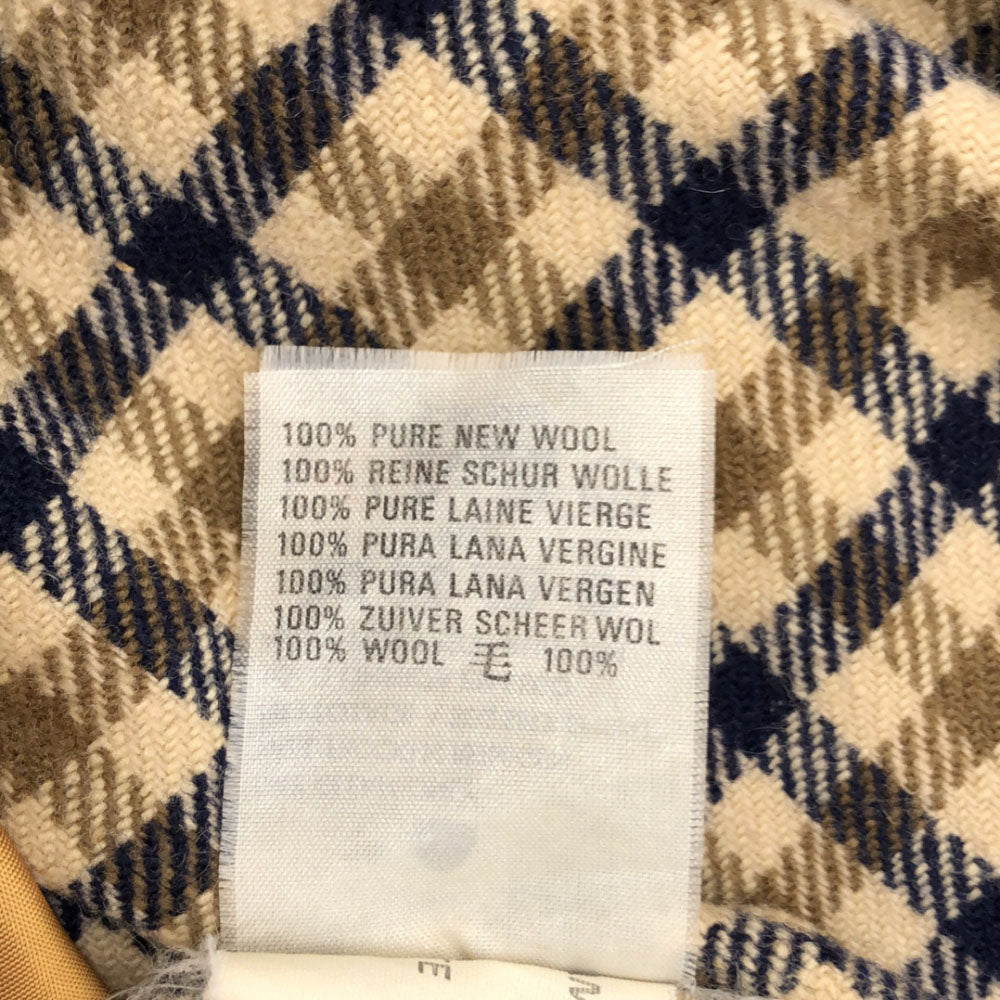 100% PURE NEW WOOL
100% REINE SCHUR WOLLE
100% PURE LAINE VIERGE
100% PURA LANA VERGINE
100% PURA LANA VERGEN
100% ZUIVER SCHEER WOL
100% WOOL 毛 100%